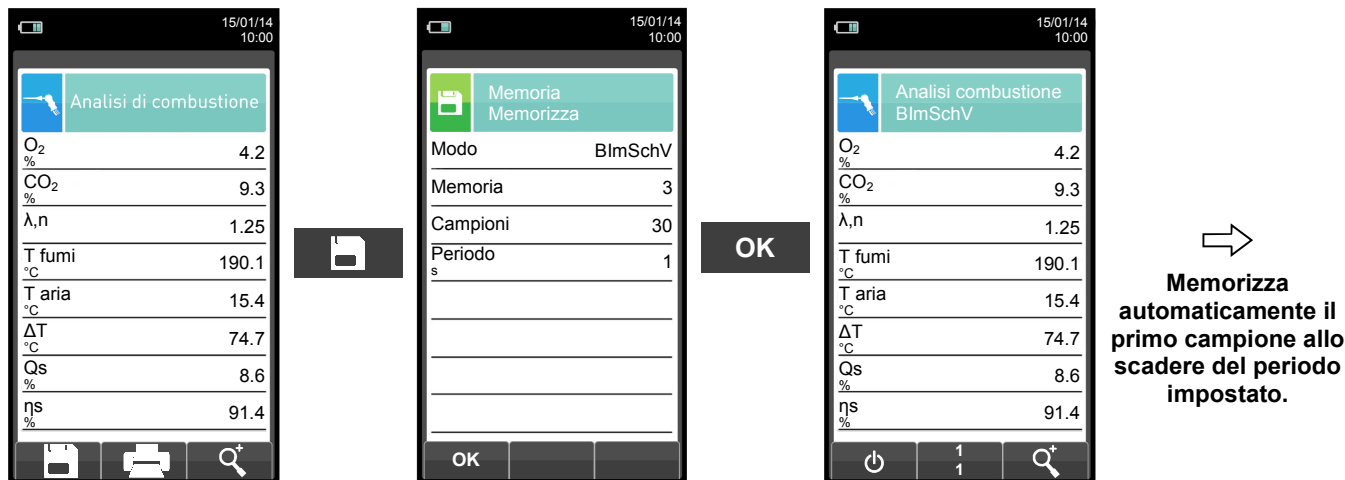 15/01/14
10:00
Analisi di combustione
O2
%
4.2
CO2
%
9.3
λ,n
1.25
T fumi
°C
190.1
T aria
°C
15.4
ΔT
°C
74.7
Qs
%
8.6
ηs
%
91.4
15/01/14
10:00
Memoria
Memorizza
Modo
BImSchV
Memoria
3
Campioni
30
Periodo
s
1
OK
OK
15/01/14
10:00
Analisi combustione
BImSchV
O2
%
4.2
CO2
%
9.3
λ,n
1.25
T fumi
°C
190.1
T aria
°C
15.4
ΔT
°C
74.7
Qs
%
8.6
ηs
%
91.4
1
1
Memorizza
automaticamente il
primo campione allo
scadere del periodo
impostato.